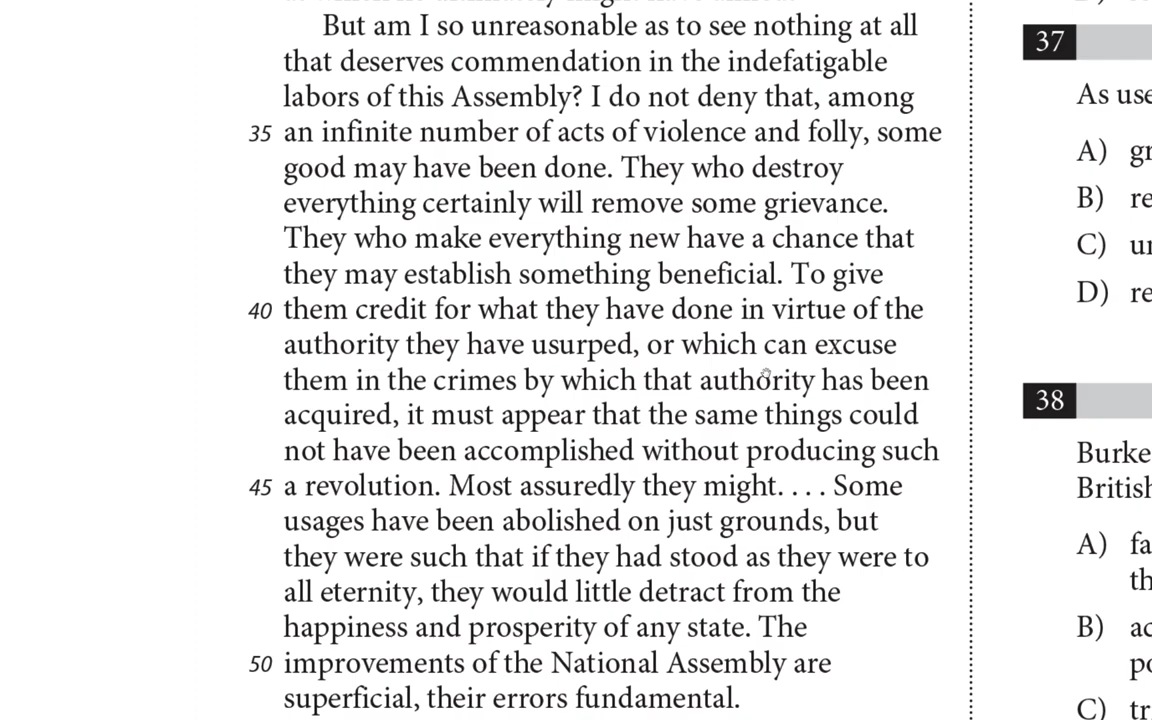 But am I so unreasonable as to see nothing at all
that deserves commendation in the indefatigable
labors of this Assembly? I do not deny that, among
35 an infinite number of acts of violence and folly, some
good may have been done. They who destroy
everything certainly will remove some grievance.
They who make everything new have a chance that
they may establish something beneficial. To give
40 them credit for what they have done in virtue of the
authority they have usurped, or which can excuse
them in the crimes by which that authority has been
acquired, it must appear that the same things could
not have been accomplished without producing such
45 a revolution. Most assuredly they might. . . . Some
usages have been abolished on just grounds, but
they were such that if they had stood as they were to
all eternity, they would little detract from the
happiness and prosperity of any state. The
50 improvements of the National Assembly are
superficial, their errors fundamental.
37
As use
A) gr
B) re
C) un
D) re
38
Burke
British
A) fa
th
B) ac
po
C) tr